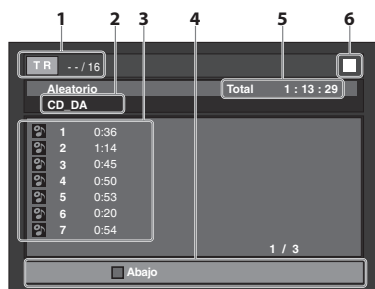 1 2 3 4 5 6
TR --/16
Aleatorio Total 1:13:29
CD_DA
1 0:36
2 1:14
3 0:45
4 0:50
5 0:53
6 0:20
7 0:54
1 / 3
Abajo